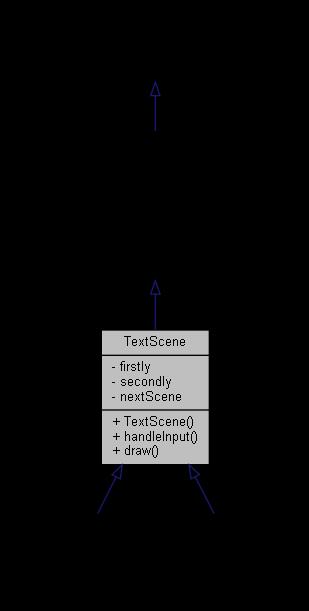 TextScene
- firstly
- secondly
- nextScene
+ TextScene()
+ handleInput()
+ draw()